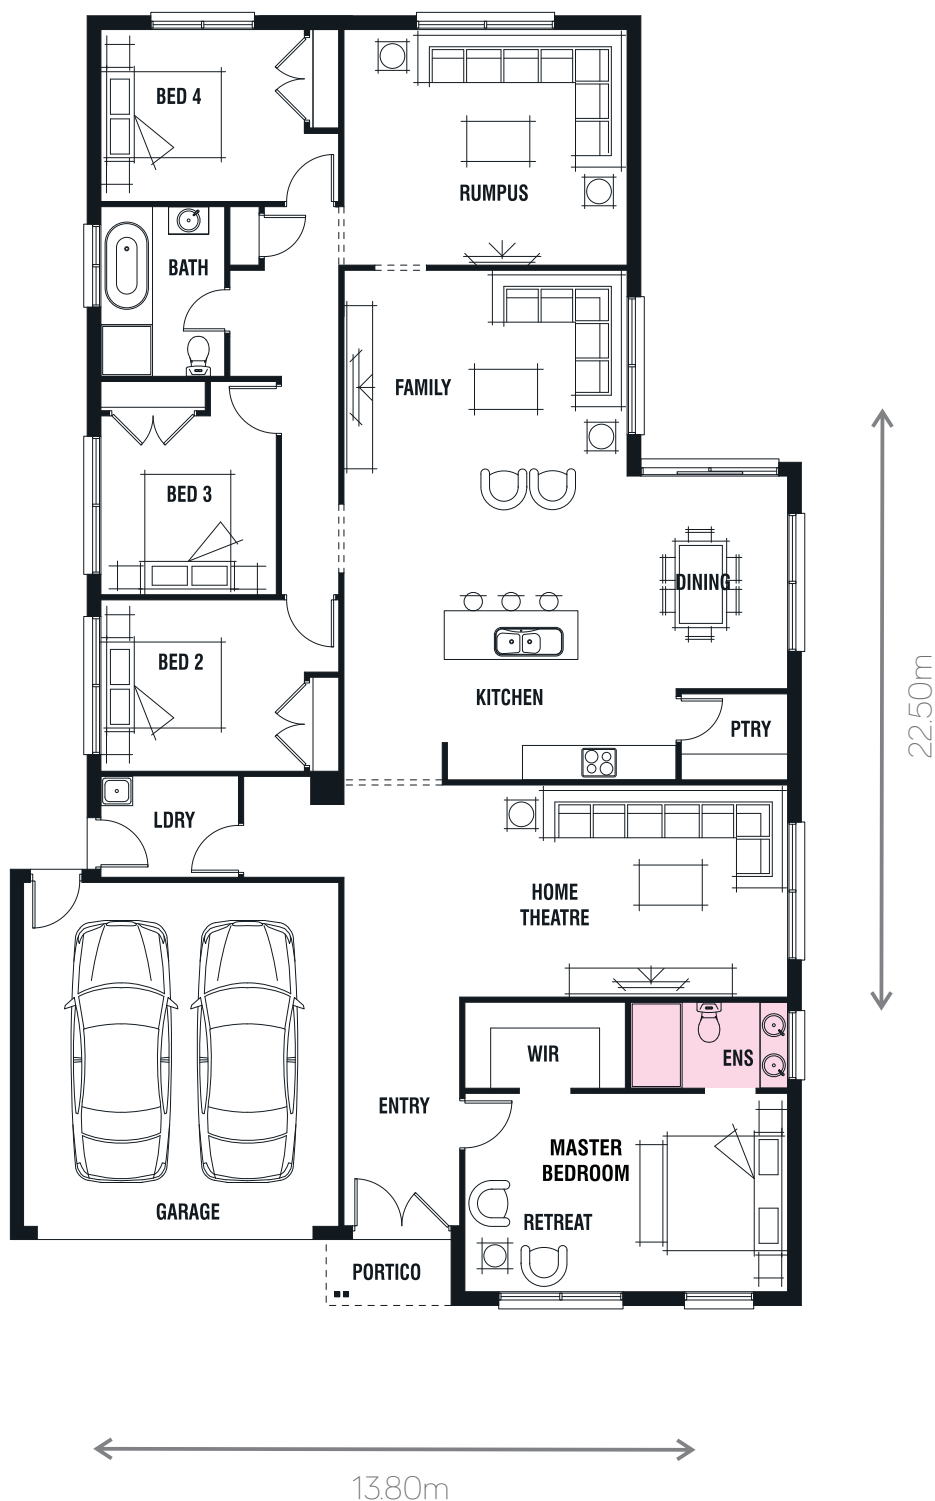 BED 4
RUMPUS
BATH
FAMILY
BED 3
DINING
BED 2
KITCHEN
PTRY
22.50m
LDRY
HOME
THEATRE
WIR
ENS
ENTRY
MASTER
BEDROOM
GARAGE
RETREAT
PORTICO
13.80m